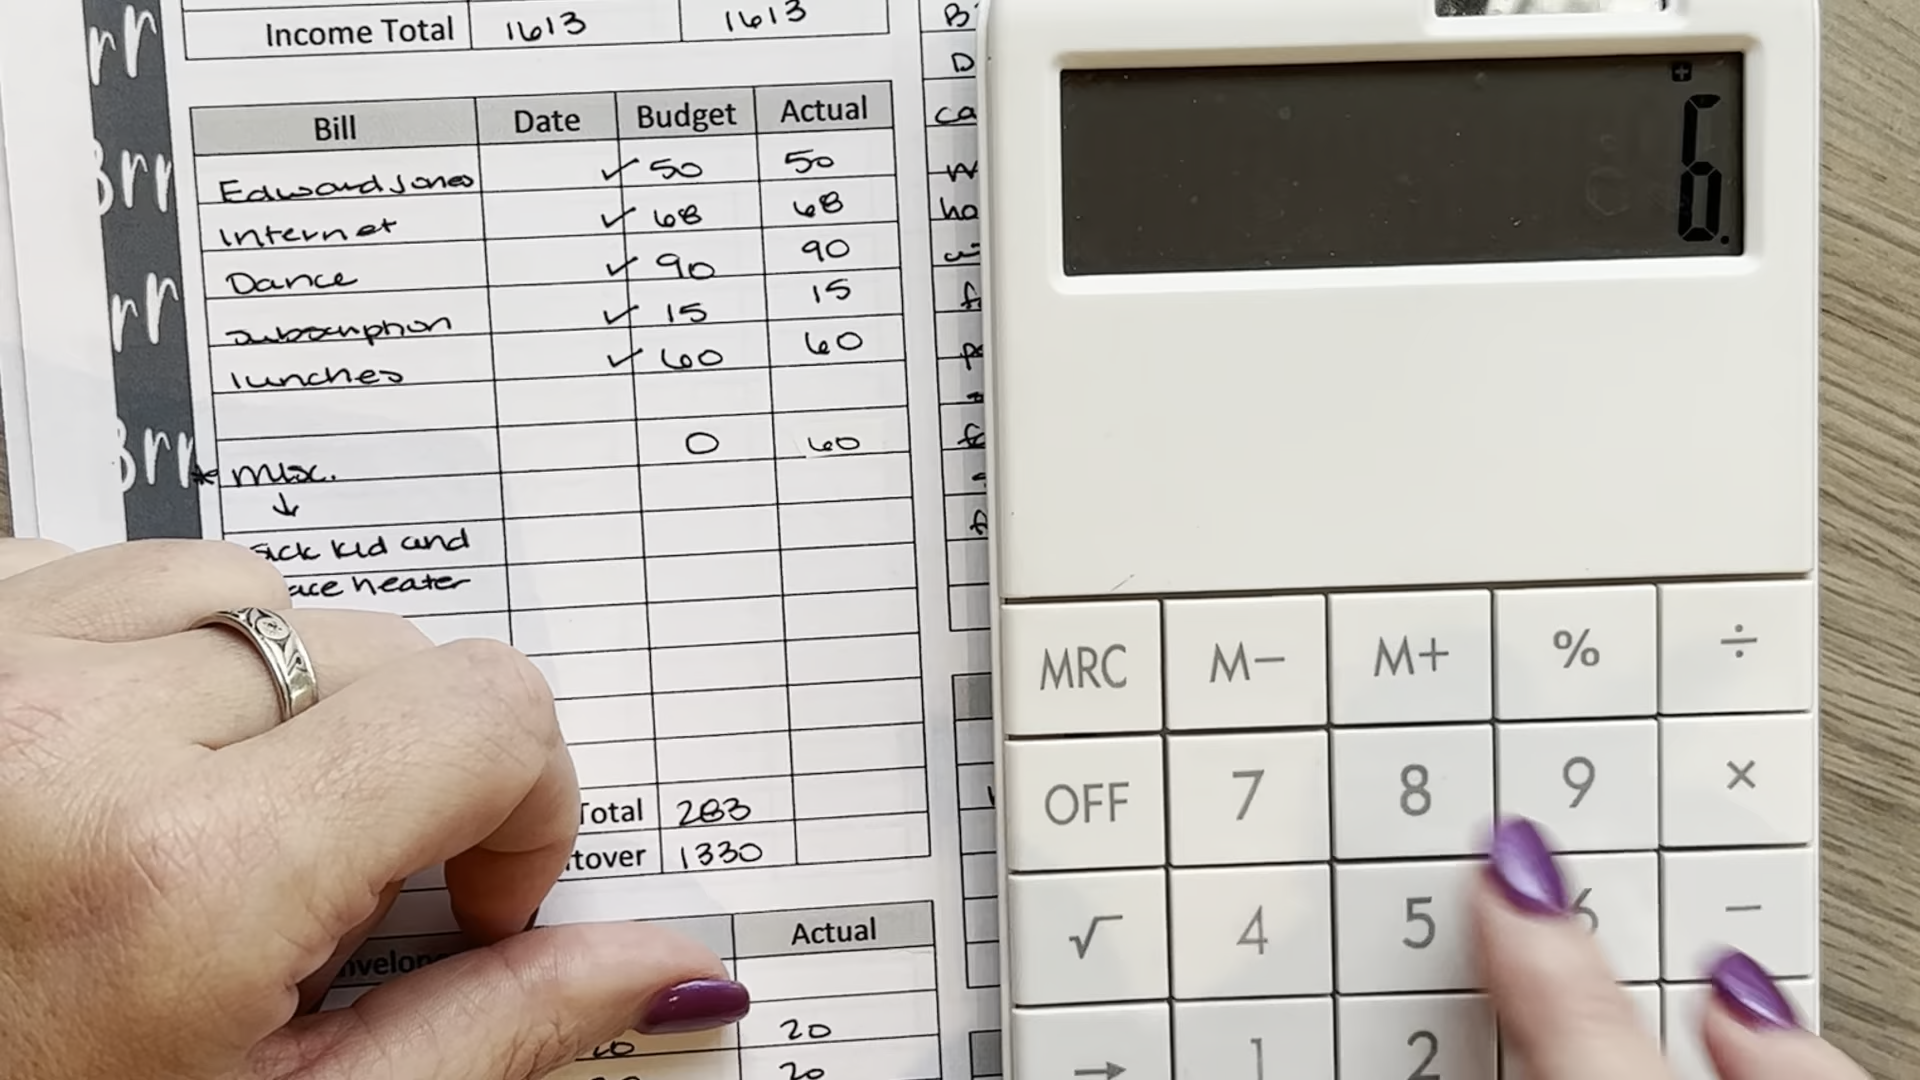 Income Total 1613 1613
Bill Date Budget Actual
Edward Jones ✓ 50 50
Internet ✓ 68 68
Dance ✓ 90 90
Subscription ✓ 15 15
lunches ✓ 60 60
* misc. 0 60
↓
sick kid and
ace heater
Total 283
tover 1330
Actual
20
20
6.
MRC M− M+ % ÷
OFF 7 8 9 ×
√ 4 5 6 −
→ 1 2